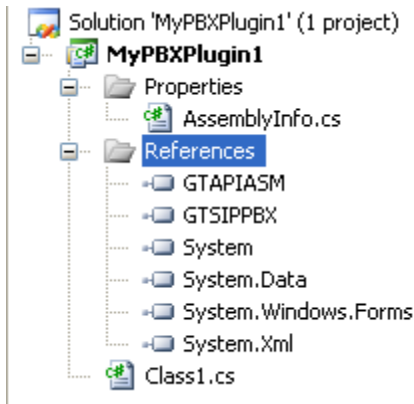 Solution 'MyPBXPlugin1' (1 project)
MyPBXPlugin1
Properties
AssemblyInfo.cs
References
GTAPIASM
GTSIPPBX
System
System.Data
System.Windows.Forms
System.Xml
Class1.cs